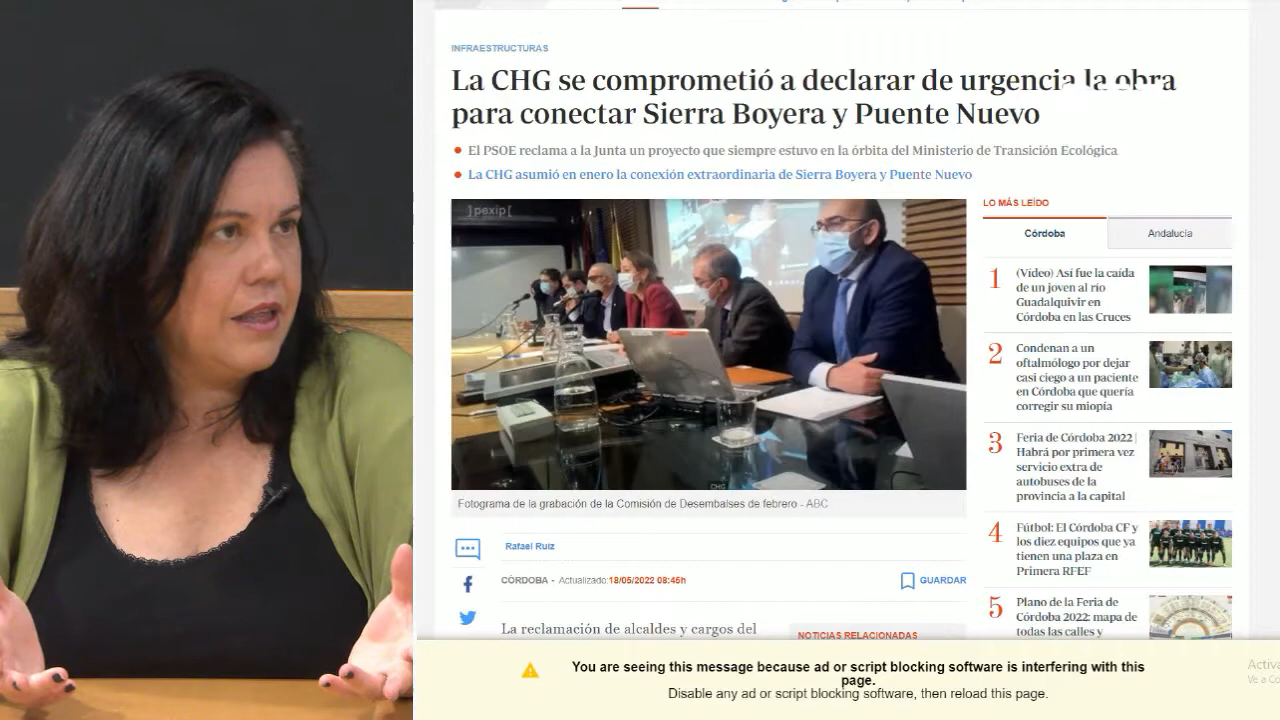 INFRAESTRUCTURAS
La CHG se comprometió a declarar de urgencia la obra
para conectar Sierra Boyera y Puente Nuevo
El PSOE reclama a la Junta un proyecto que siempre estuvo en la órbita del Ministerio de Transición Ecológica
La CHG asumió en enero la conexión extraordinaria de Sierra Boyera y Puente Nuevo
]pexip[
CHG
Fotograma de la grabación de la Comisión de Desembalses de febrero - ABC
Rafael Ruiz
CÓRDOBA - Actualizado:18/05/2022 08:45h
GUARDAR
La reclamación de alcaldes y cargos del
NOTICIAS RELACIONADAS
LO MÁS LEÍDO
Córdoba
Andalucía
1
(Vídeo) Así fue la caída
de un joven al río
Guadalquivir en
Córdoba en las Cruces
2
Condenan a un
oftalmólogo por dejar
casi ciego a un paciente
en Córdoba que quería
corregir su miopía
3
Feria de Córdoba 2022 |
Habrá por primera vez
servicio extra de
autobuses de la
provincia a la capital
4
Fútbol: El Córdoba CF y
los diez equipos que ya
tienen una plaza en
Primera RFEF
5
Plano de la Feria de
Córdoba 2022: mapa de
todas las calles y
You are seeing this message because ad or script blocking software is interfering with this
page.
Disable any ad or script blocking software, then reload this page.
Activa
Ve a Co